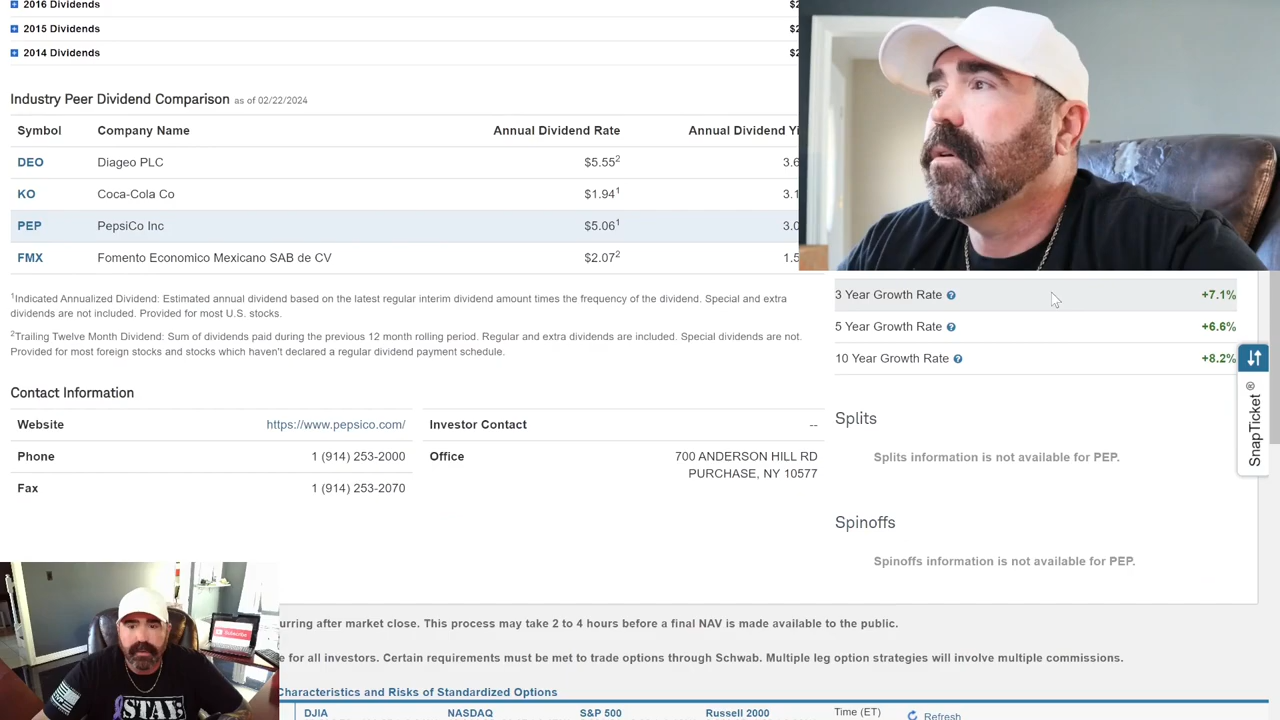 2016 Dividends
2015 Dividends
2014 Dividends
Industry Peer Dividend Comparison as of 02/22/2024
Symbol Company Name Annual Dividend Rate Annual Dividend
DEO Diageo PLC $5.55²
KO Coca-Cola Co $1.94¹
PEP PepsiCo Inc $5.06¹
FMX Fomento Economico Mexicano SAB de CV $2.07²
¹Indicated Annualized Dividend: Estimated annual dividend based on the latest regular interim dividend amount times the frequency of the dividend. Special and extra
dividends are not included. Provided for most U.S. stocks.
²Trailing Twelve Month Dividend: Sum of dividends paid during the previous 12 month rolling period. Regular and extra dividends are included. Special dividends are not.
Provided for most foreign stocks and stocks which haven't declared a regular dividend payment schedule.
Contact Information
Website https://www.pepsico.com/
Phone 1 (914) 253-2000
Fax 1 (914) 253-2070
Investor Contact --
Office 700 ANDERSON HILL RD
PURCHASE, NY 10577
3 Year Growth Rate +7.1%
5 Year Growth Rate +6.6%
10 Year Growth Rate +8.2%
Splits
Splits information is not available for PEP.
Spinoffs
Spinoffs information is not available for PEP.
SnapTicket®
after market close. This process may take 2 to 4 hours before a final NAV is made available to the public.
for all investors. Certain requirements must be met to trade options through Schwab. Multiple leg option strategies will involve multiple commissions.
Characteristics and Risks of Standardized Options
DJIA NASDAQ S&P 500 Russell 2000 Time (ET) Refresh
Subscribe
STAY